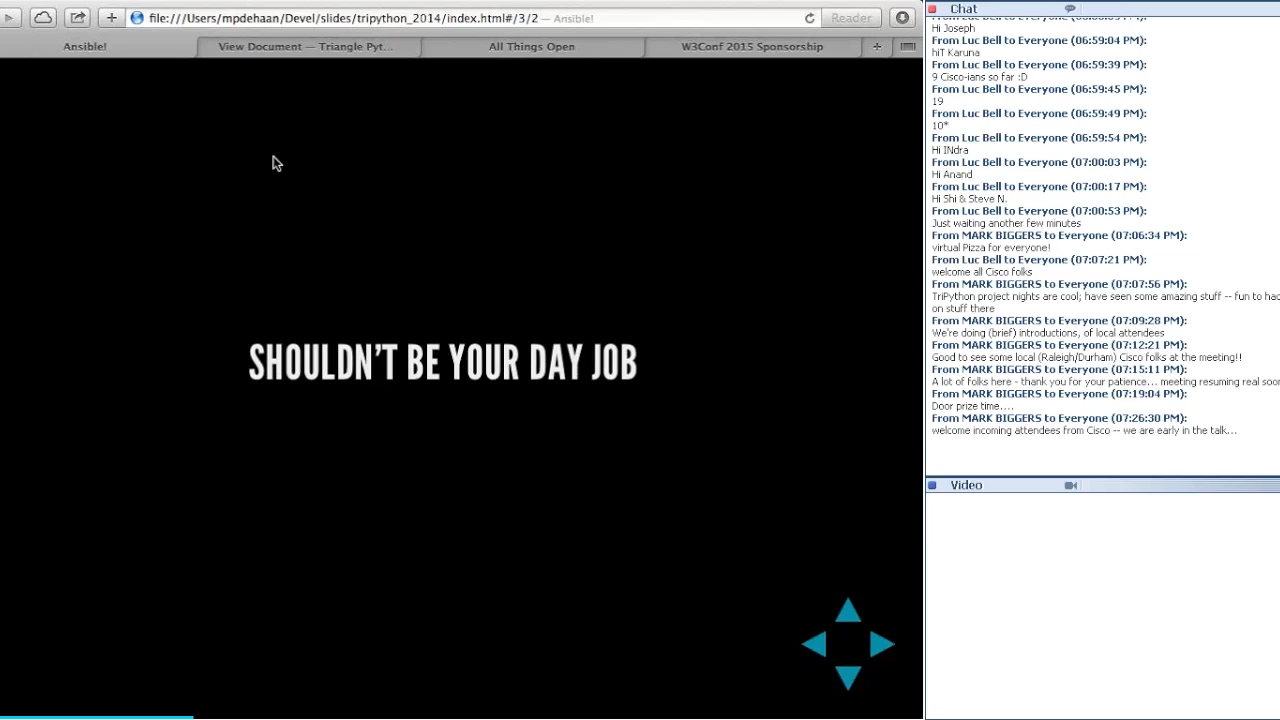 file:///Users/mpdehaan/Devel/slides/tripython_2014/index.html#/3/2 — Ansible!
Reader
Ansible!
View Document — Triangle Pyt...
All Things Open
W3Conf 2015 Sponsorship
SHOULDN'T BE YOUR DAY JOB
Chat
Hi Joseph
From Luc Bell to Everyone (06:59:04 PM):
hiT Karuna
From Luc Bell to Everyone (06:59:39 PM):
9 Cisco-ians so far :D
From Luc Bell to Everyone (06:59:45 PM):
19
From Luc Bell to Everyone (06:59:49 PM):
10*
From Luc Bell to Everyone (06:59:54 PM):
Hi INdra
From Luc Bell to Everyone (07:00:03 PM):
Hi Anand
From Luc Bell to Everyone (07:00:17 PM):
Hi Shi & Steve N.
From Luc Bell to Everyone (07:00:53 PM):
Just waiting another few minutes
From MARK BIGGERS to Everyone (07:06:34 PM):
virtual Pizza for everyone!
From Luc Bell to Everyone (07:07:21 PM):
welcome all Cisco folks
From MARK BIGGERS to Everyone (07:07:56 PM):
TriPython project nights are cool; have seen some amazing stuff -- fun to hac
on stuff there
From MARK BIGGERS to Everyone (07:09:28 PM):
We're doing (brief) introductions, of local attendees
From MARK BIGGERS to Everyone (07:12:21 PM):
Good to see some local (Raleigh/Durham) Cisco folks at the meeting!!
From MARK BIGGERS to Everyone (07:15:11 PM):
A lot of folks here - thank you for your patience... meeting resuming real soon
From MARK BIGGERS to Everyone (07:19:04 PM):
Door prize time....
From MARK BIGGERS to Everyone (07:26:30 PM):
welcome incoming attendees from Cisco -- we are early in the talk...
Video